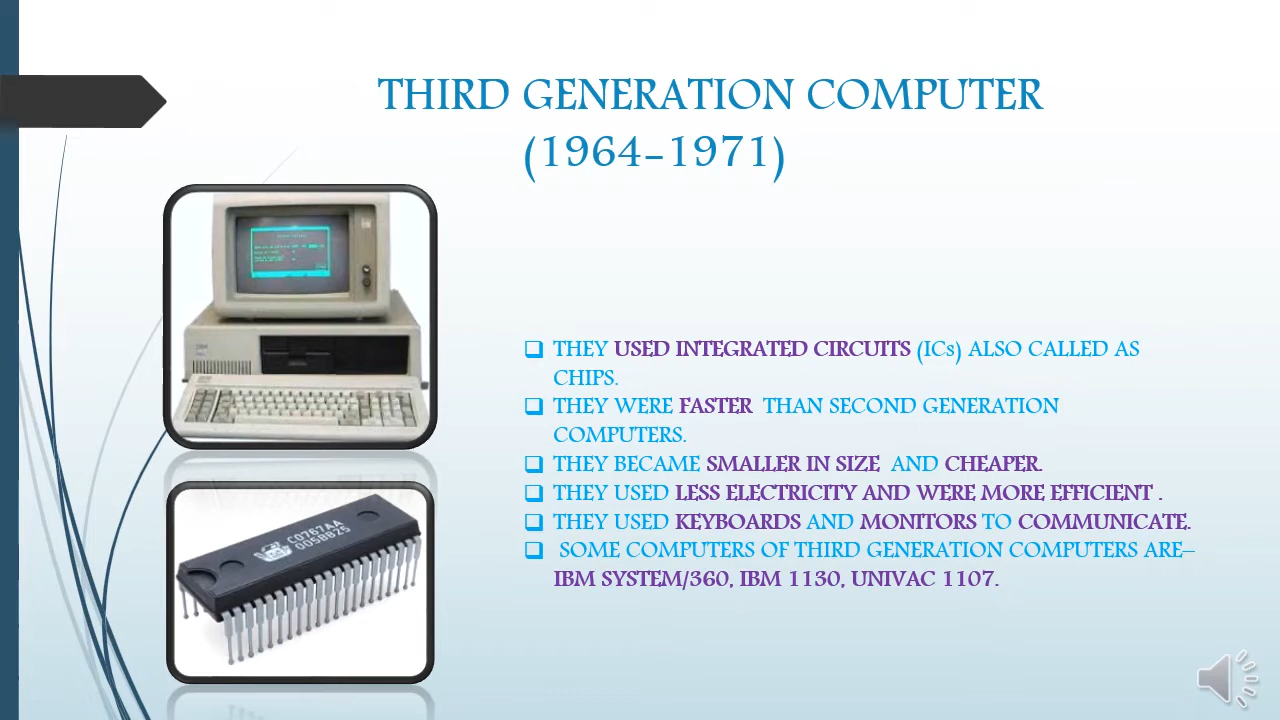 THIRD GENERATION COMPUTER
(1964-1971)
❑ THEY USED INTEGRATED CIRCUITS (ICs) ALSO CALLED AS
CHIPS.
❑ THEY WERE FASTER THAN SECOND GENERATION
COMPUTERS.
❑ THEY BECAME SMALLER IN SIZE AND CHEAPER.
❑ THEY USED LESS ELECTRICITY AND WERE MORE EFFICIENT .
❑ THEY USED KEYBOARDS AND MONITORS TO COMMUNICATE.
❑ SOME COMPUTERS OF THIRD GENERATION COMPUTERS ARE–
IBM SYSTEM/360, IBM 1130, UNIVAC 1107.
CD767AA
00SBB25